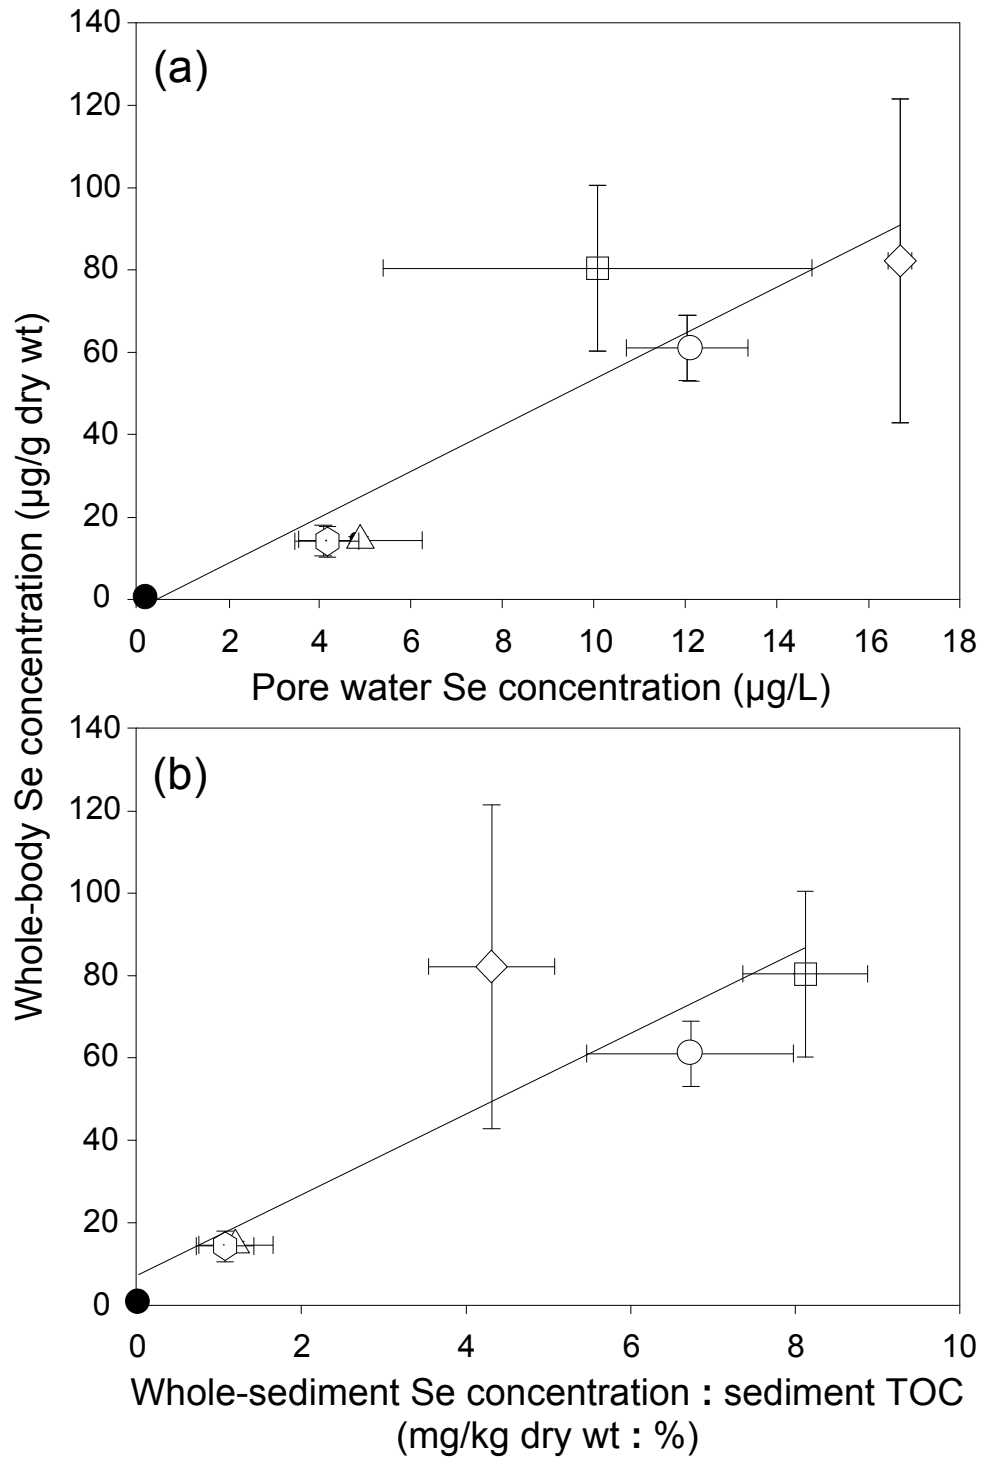 Whole-body Se concentration (µg/g dry wt)
140
(a)
120
100
80
60
40
20
0
0 2 4 6 8 10 12 14 16 18
Pore water Se concentration (µg/L)
140
(b)
120
100
80
60
40
20
0
0 2 4 6 8 10
Whole-sediment Se concentration : sediment TOC
(mg/kg dry wt : %)